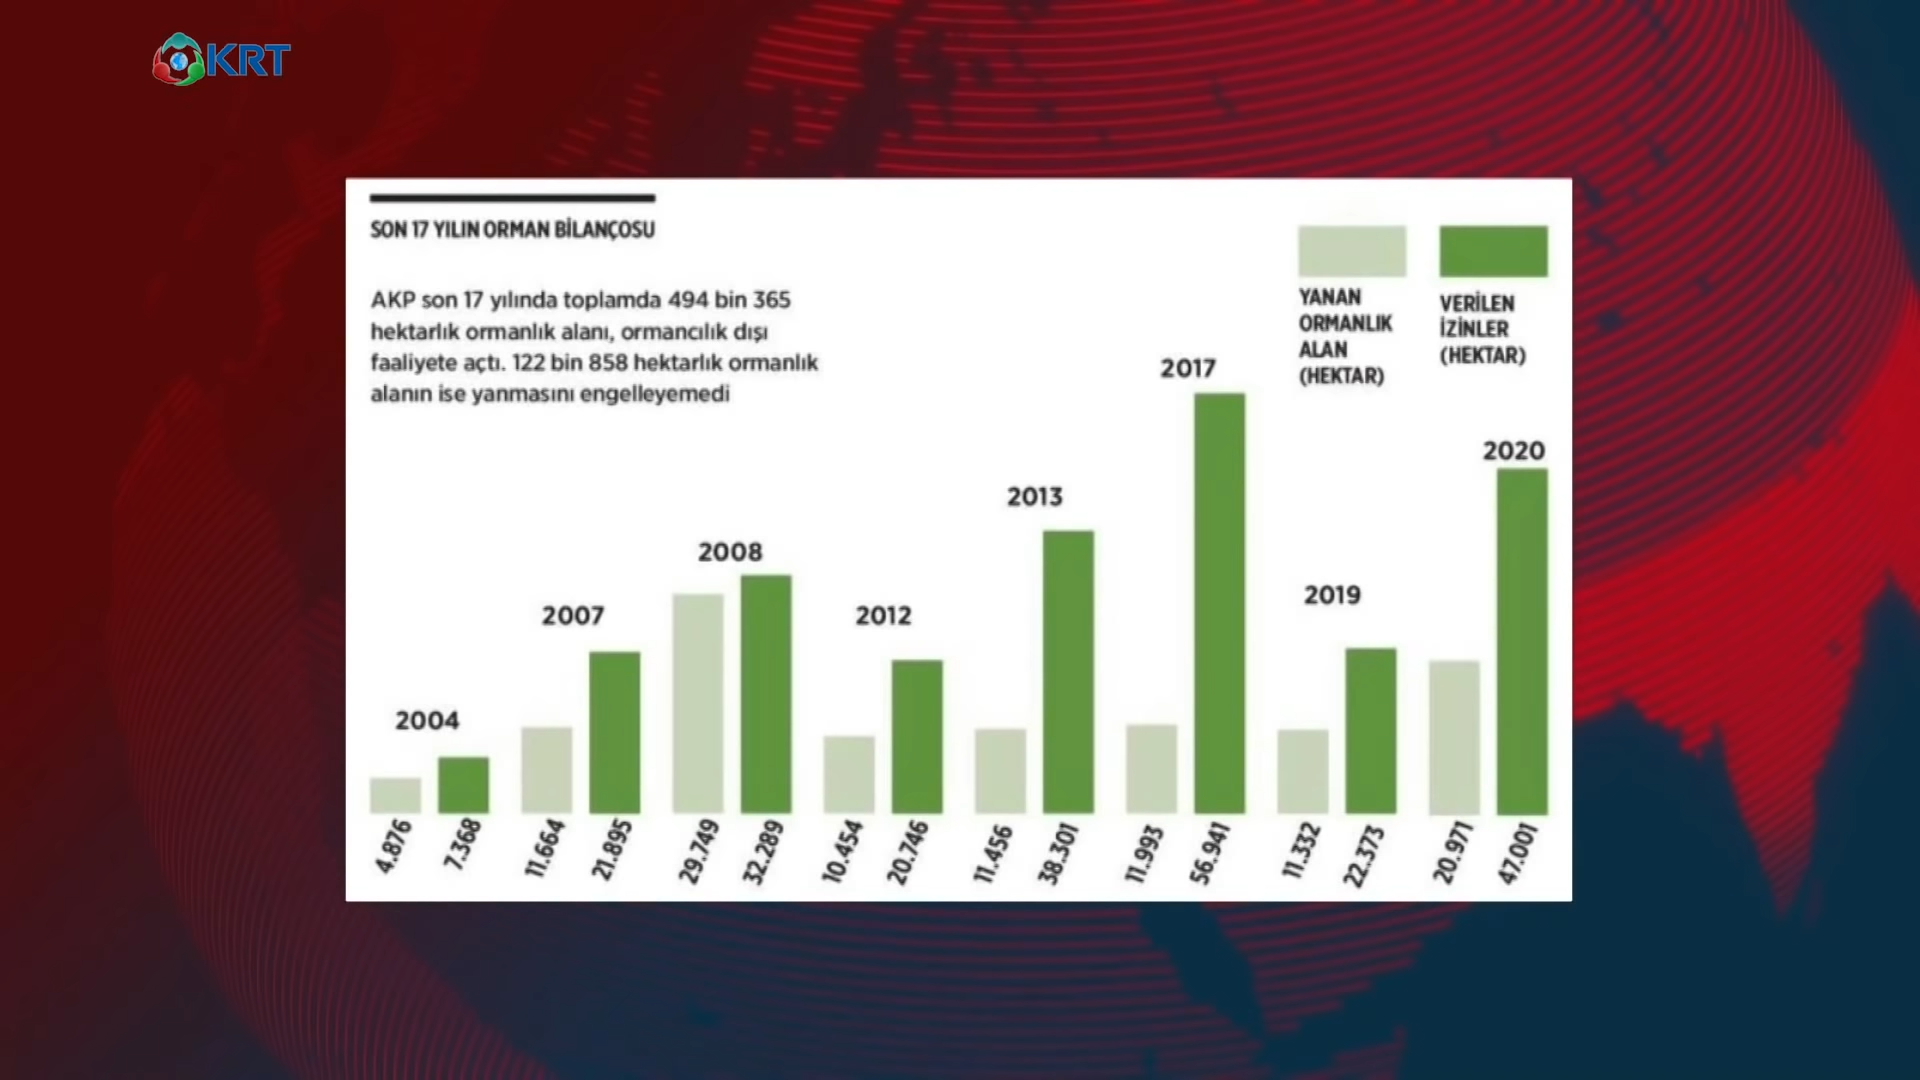 KRT
SON 17 YILIN ORMAN BİLANÇOSU
AKP son 17 yılında toplamda 494 bin 365
hektarlık ormanlık alanı, ormancılık dışı
faaliyete açtı. 122 bin 858 hektarlık ormanlık
alanın ise yanmasını engelleyemedi
YANAN
ORMANLIK
ALAN
(HEKTAR)
VERİLEN
İZİNLER
(HEKTAR)
2004
2007
2008
2012
2013
2017
2019
2020
4.876
7.368
11.664
21.895
29.749
32.289
10.454
20.746
11.456
38.301
11.993
56.941
11.332
22.373
20.971
47.001